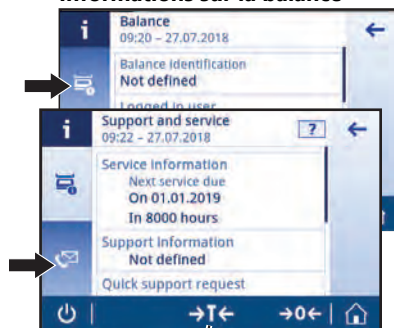 Informations sur la balance
i
Balance
09:20 – 27.07.2018
Balance Identification
Not defined
Logged in user
i
Support and service
09:22 – 27.07.2018
?
Service Information
Next service due
On 01.01.2019
In 8000 hours
Support Information
Not defined
Quick support request
→T←
→0←